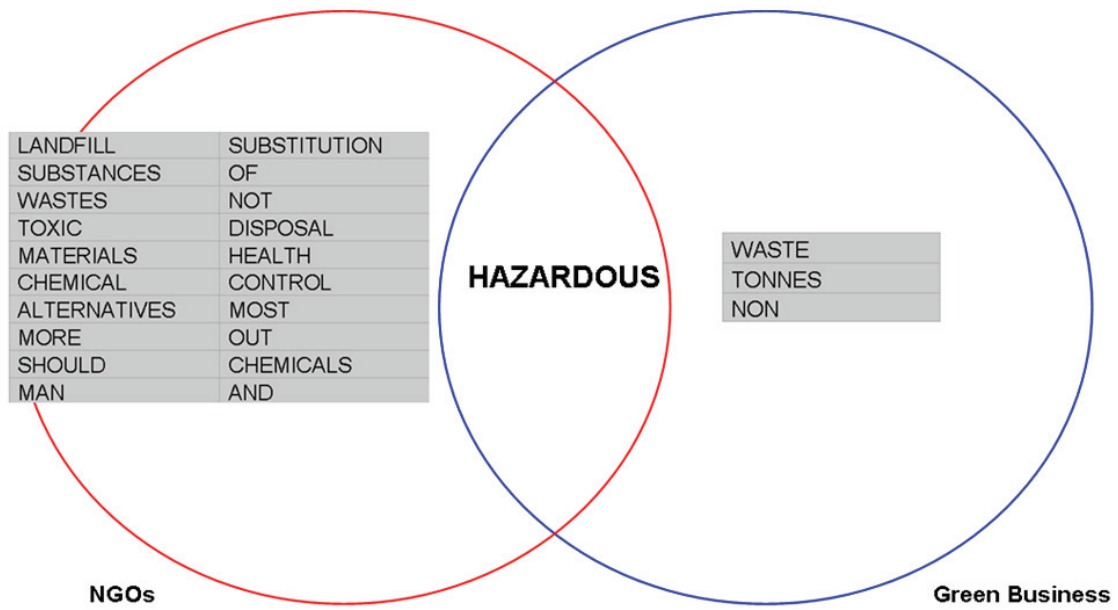 LANDFILL SUBSTITUTION
SUBSTANCES OF
WASTES NOT
TOXIC DISPOSAL
MATERIALS HEALTH
CHEMICAL CONTROL
ALTERNATIVES MOST
MORE OUT
SHOULD CHEMICALS
MAN AND
HAZARDOUS
WASTE
TONNES
NON
NGOs
Green Business